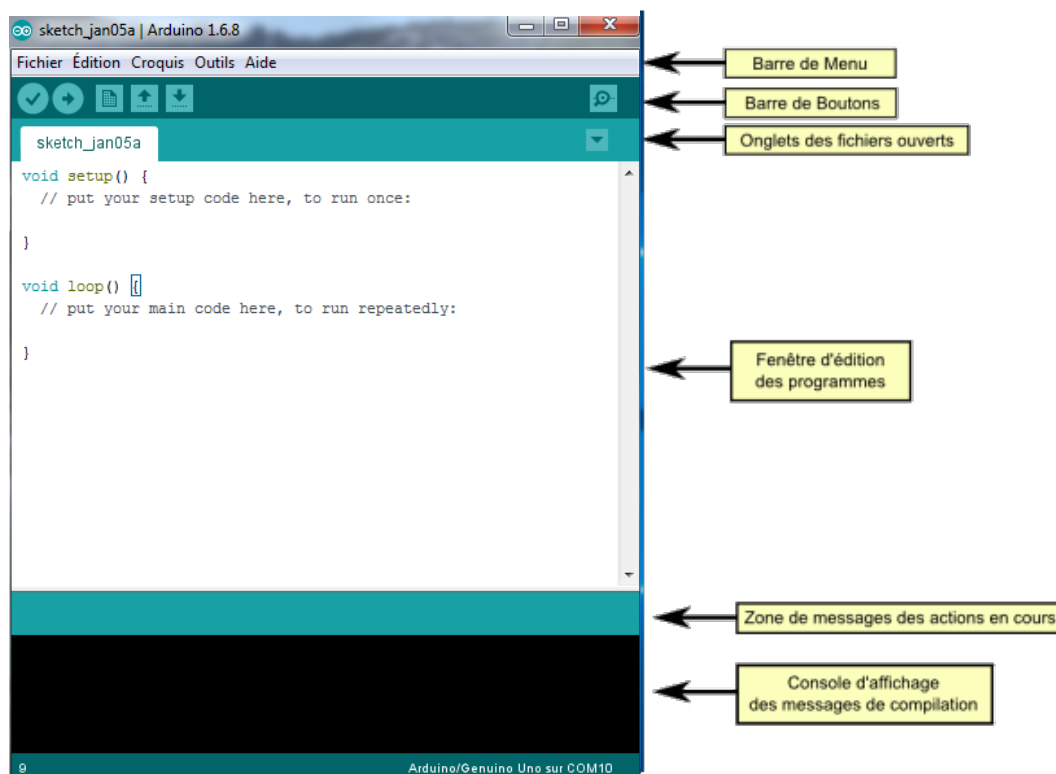 sketch_jan05a | Arduino 1.6.8
Fichier Édition Croquis Outils Aide
Barre de Menu
Barre de Boutons
sketch_jan05a
Onglets des fichiers ouverts
void setup() {
  // put your setup code here, to run once:
}
void loop() {
  // put your main code here, to run repeatedly:
}
Fenêtre d'édition
des programmes
Zone de messages des actions en cours
Console d'affichage
des messages de compilation
9
Arduino/Genuino Uno sur COM10